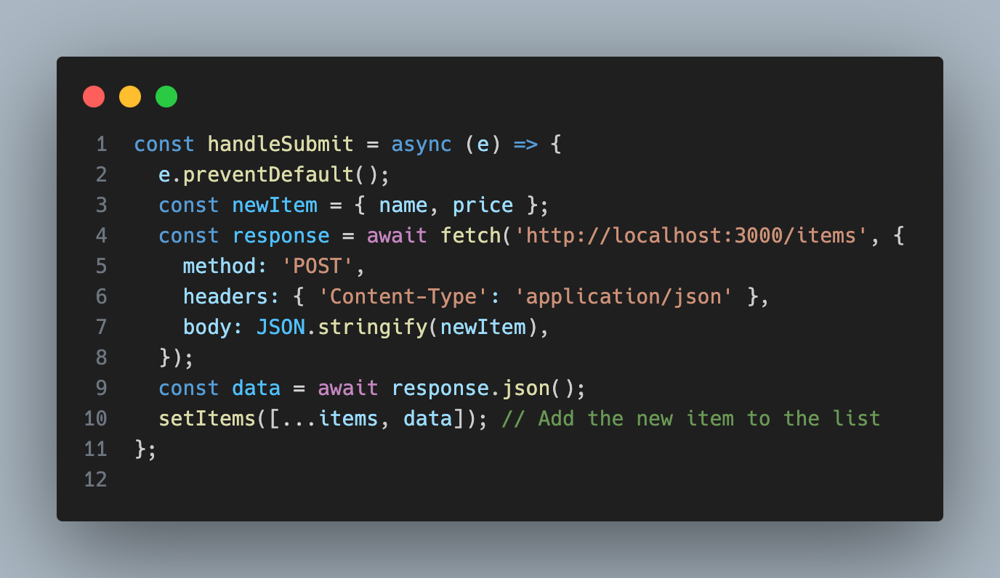 1 const handleSubmit = async (e) => {
2   e.preventDefault();
3   const newItem = { name, price };
4   const response = await fetch('http://localhost:3000/items', {
5     method: 'POST',
6     headers: { 'Content-Type': 'application/json' },
7     body: JSON.stringify(newItem),
8   });
9   const data = await response.json();
10   setItems([...items, data]); // Add the new item to the list
11 };
12